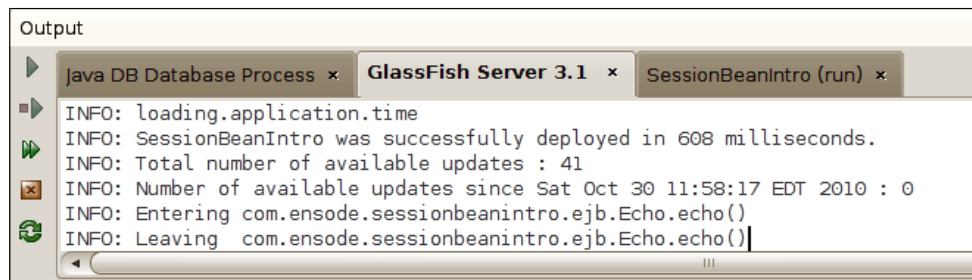 Output
Java DB Database Process × GlassFish Server 3.1 × SessionBeanIntro (run) ×
INFO: loading.application.time
INFO: SessionBeanIntro was successfully deployed in 608 milliseconds.
INFO: Total number of available updates : 41
INFO: Number of available updates since Sat Oct 30 11:58:17 EDT 2010 : 0
INFO: Entering com.ensode.sessionbeanintro.ejb.Echo.echo()
INFO: Leaving  com.ensode.sessionbeanintro.ejb.Echo.echo()